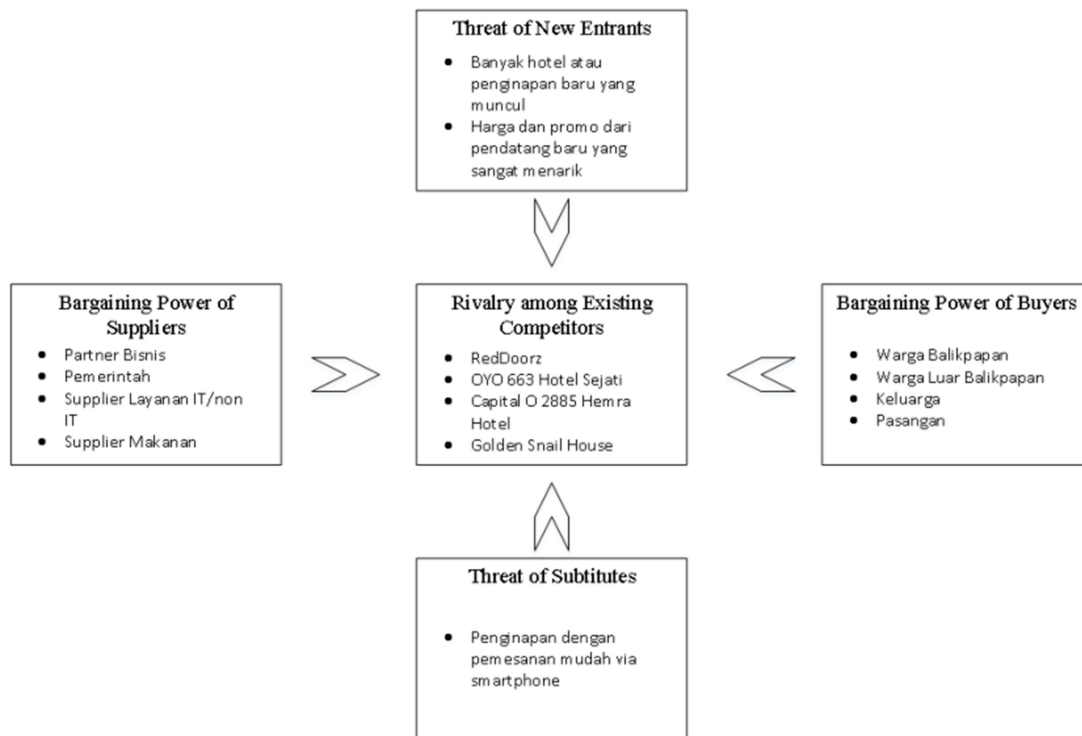 Threat of New Entrants
• Banyak hotel atau
penginapan baru yang
muncul
• Harga dan promo dari
pendatang baru yang
sangat menarik
Bargaining Power of
Suppliers
• Partner Bisnis
• Pemerintah
• Supplier Layanan IT/non
IT
• Supplier Makanan
Rivalry among Existing
Competitors
• RedDoorz
• OYO 663 Hotel Sejati
• Capital O 2885 Hemra
Hotel
• Golden Snail House
Bargaining Power of Buyers
• Warga Balikpapan
• Warga Luar Balikpapan
• Keluarga
• Pasangan
Threat of Subtitutes
• Penginapan dengan
pemesanan mudah via
smartphone